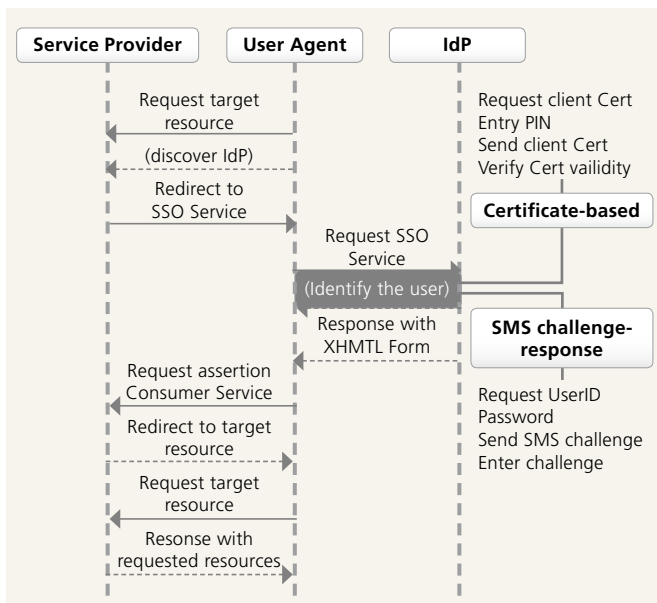 Service Provider
User Agent
IdP
Request target
resource
(discover IdP)
Redirect to
SSO Service
Request SSO
Service
(Identify the user)
Response with
XHMTL Form
Request assertion
Consumer Service
Redirect to target
resource
Request target
resource
Resonse with
requested resources
Request client Cert
Entry PIN
Send client Cert
Verify Cert vailidity
Certificate-based
SMS challenge-
response
Request UserID
Password
Send SMS challenge
Enter challenge